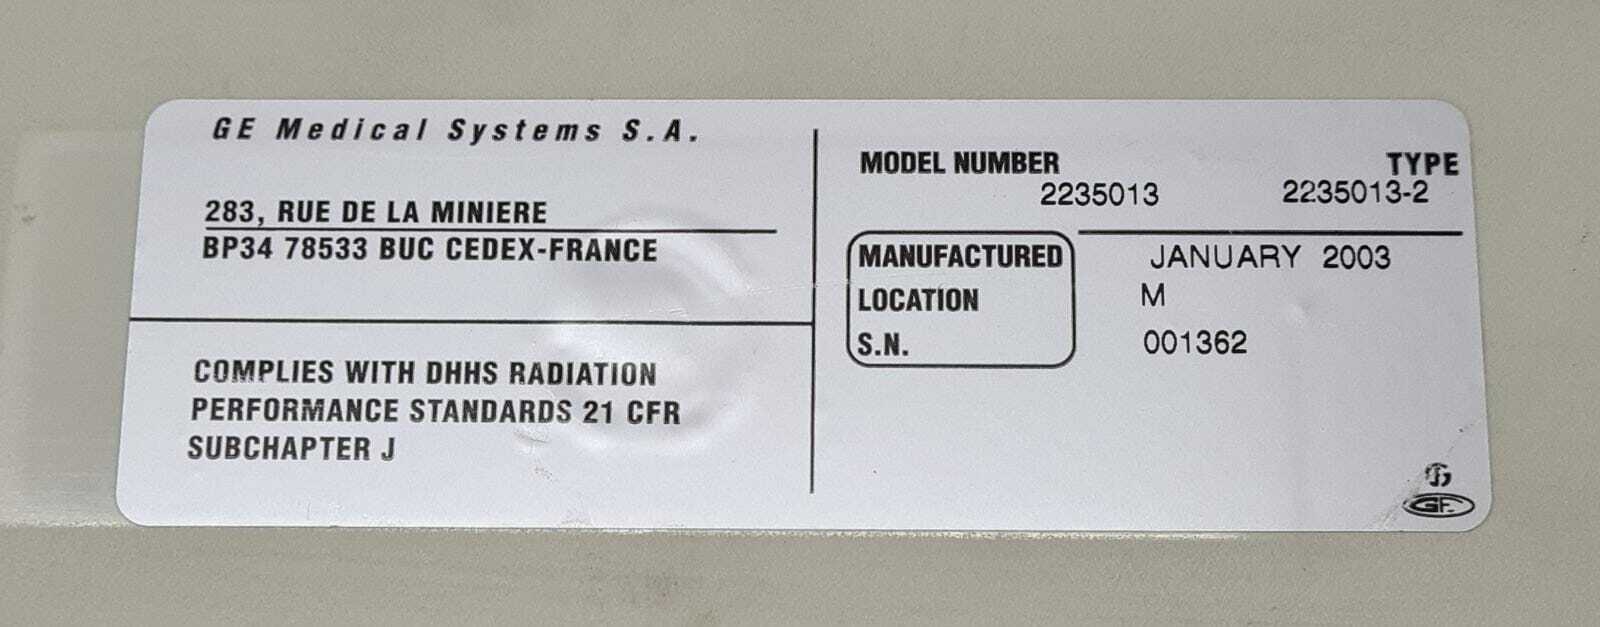 GE Medical Systems S.A.
283, RUE DE LA MINIERE
BP34 78533 BUC CEDEX-FRANCE
COMPLIES WITH DHHS RADIATION
PERFORMANCE STANDARDS 21 CFR
SUBCHAPTER J
MODEL NUMBER TYPE
2235013 2235013-2
MANUFACTURED JANUARY 2003
LOCATION M
S.N. 001362
GE